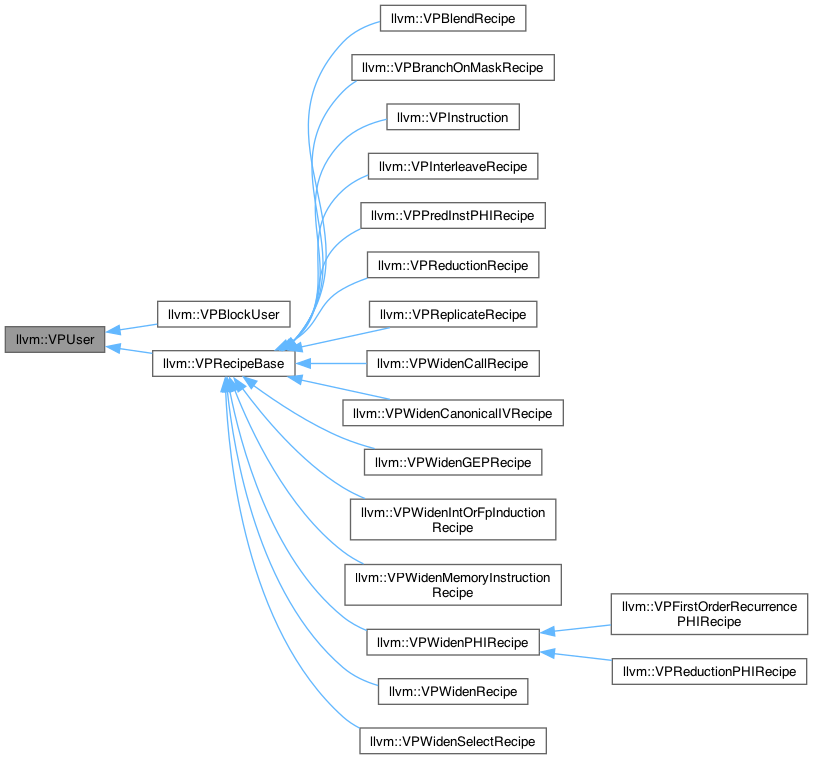 llvm::VPBlendRecipe
llvm::VPBranchOnMaskRecipe
llvm::VPInstruction
llvm::VPInterleaveRecipe
llvm::VPPredInstPHIRecipe
llvm::VPReductionRecipe
llvm::VPBlockUser
llvm::VPReplicateRecipe
llvm::VPUser
llvm::VPRecipeBase
llvm::VPWidenCallRecipe
llvm::VPWidenCanonicalIVRecipe
llvm::VPWidenGEPRecipe
llvm::VPWidenIntOrFpInduction
Recipe
llvm::VPWidenMemoryInstruction
Recipe
llvm::VPFirstOrderRecurrence
PHIRecipe
llvm::VPWidenPHIRecipe
llvm::VPReductionPHIRecipe
llvm::VPWidenRecipe
llvm::VPWidenSelectRecipe